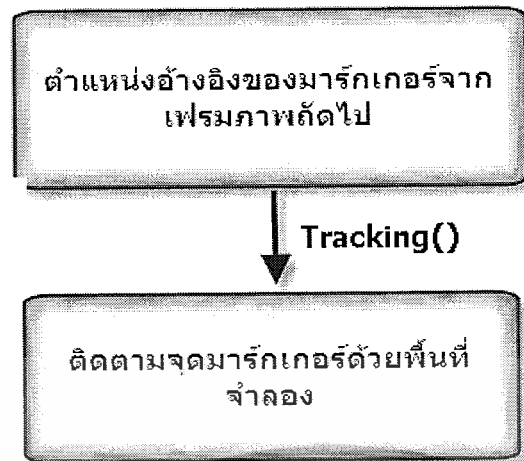 ตำแหน่งอ้างอิงของมาร์กเกอร์จาก
เฟรมภาพถัดไป
Tracking()
ติดตามจุดมาร์กเกอร์ด้วยพื้นที่
จำลอง